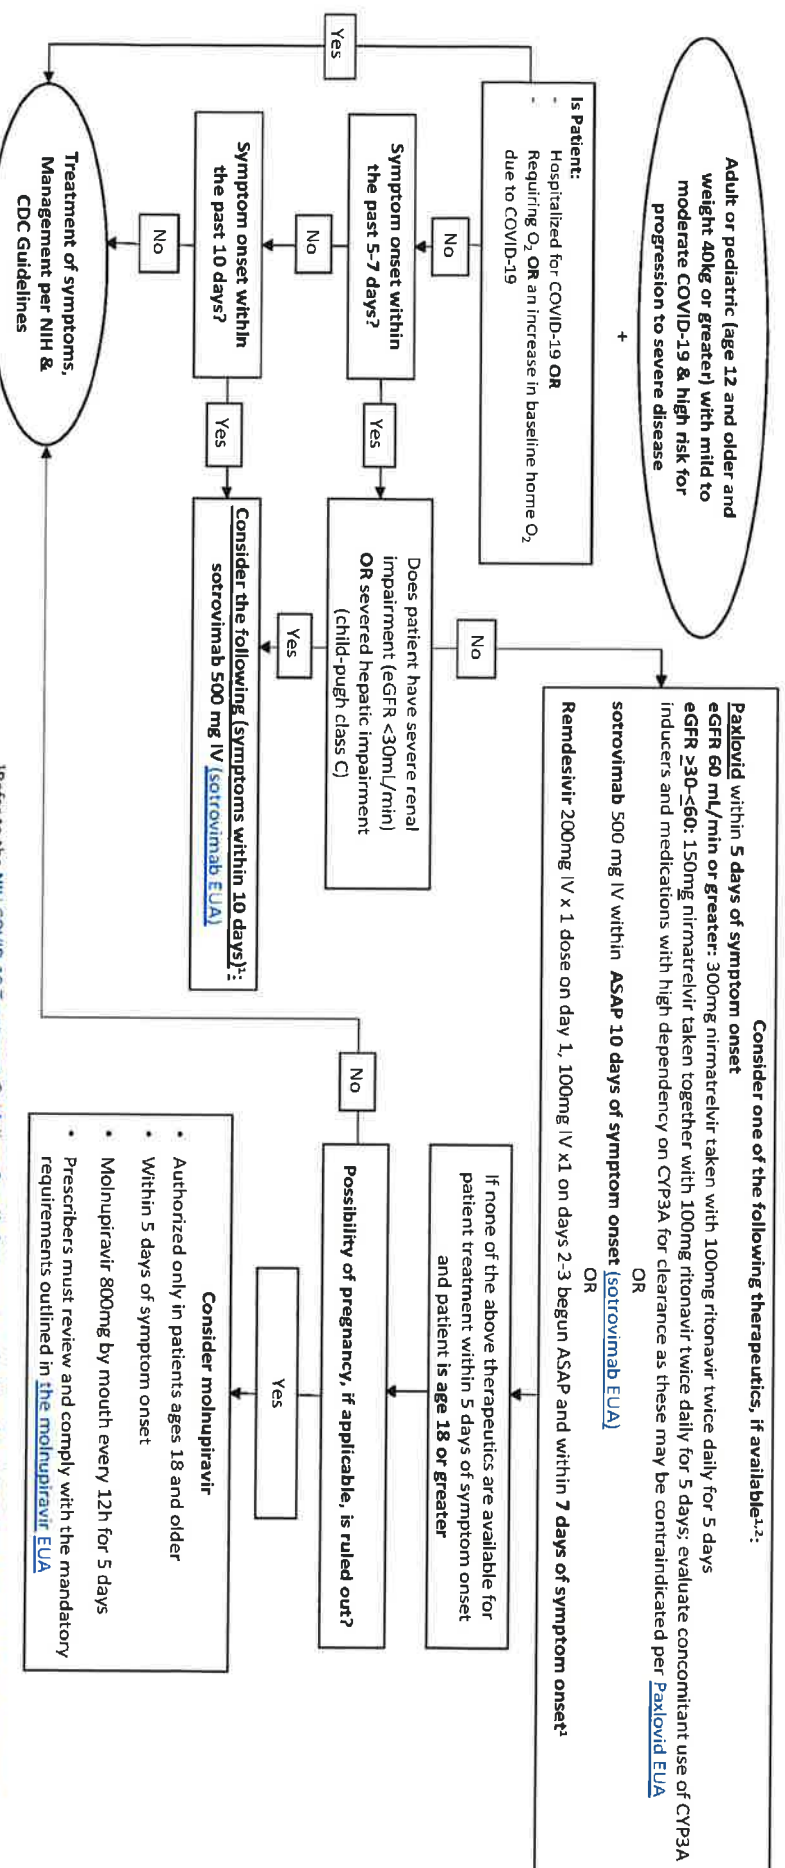 Adult or pediatric (age 12 and older and
weight 40kg or greater) with mild to
moderate COVID-19 & high risk for
progression to severe disease
+
Is Patient:
- Hospitalized for COVID-19 OR
- Requiring O₂ OR an increase in baseline home O₂
due to COVID-19
Yes
No
Symptom onset within
the past 5-7 days?
No
Yes
Symptom onset within
the past 10 days?
No
Yes
Treatment of symptoms,
Management per NIH &
CDC Guidelines
Does patient have severe renal
impairment (eGFR <30mL/min)
OR severed hepatic impairment
(child-pugh class C)
No
Yes
Consider the following (symptoms within 10 days)¹:
sotrovimab 500 mg IV (sotrovimab EUA)
Consider one of the following therapeutics, if available¹·²:
Paxlovid within 5 days of symptom onset
eGFR 60 mL/min or greater: 300mg nirmatrelvir taken with 100mg ritonavir twice daily for 5 days
eGFR ≥30-<60: 150mg nirmatrelvir taken together with 100mg ritonavir twice daily for 5 days; evaluate concomitant use of CYP3A
inducers and medications with high dependency on CYP3A for clearance as these may be contraindicated per Paxlovid EUA
OR
sotrovimab 500 mg IV within ASAP 10 days of symptom onset (sotrovimab EUA)
OR
Remdesivir 200mg IV x 1 dose on day 1, 100mg IV x1 on days 2-3 begun ASAP and within 7 days of symptom onset¹
If none of the above therapeutics are available for
patient treatment within 5 days of symptom onset
and patient is age 18 or greater
Possibility of pregnancy, if applicable, is ruled out?
No
Yes
Consider molnupiravir
• Authorized only in patients ages 18 and older
• Within 5 days of symptom onset
• Molnupiravir 800mg by mouth every 12h for 5 days
• Prescribers must review and comply with the mandatory
requirements outlined in the molnupiravir EUA